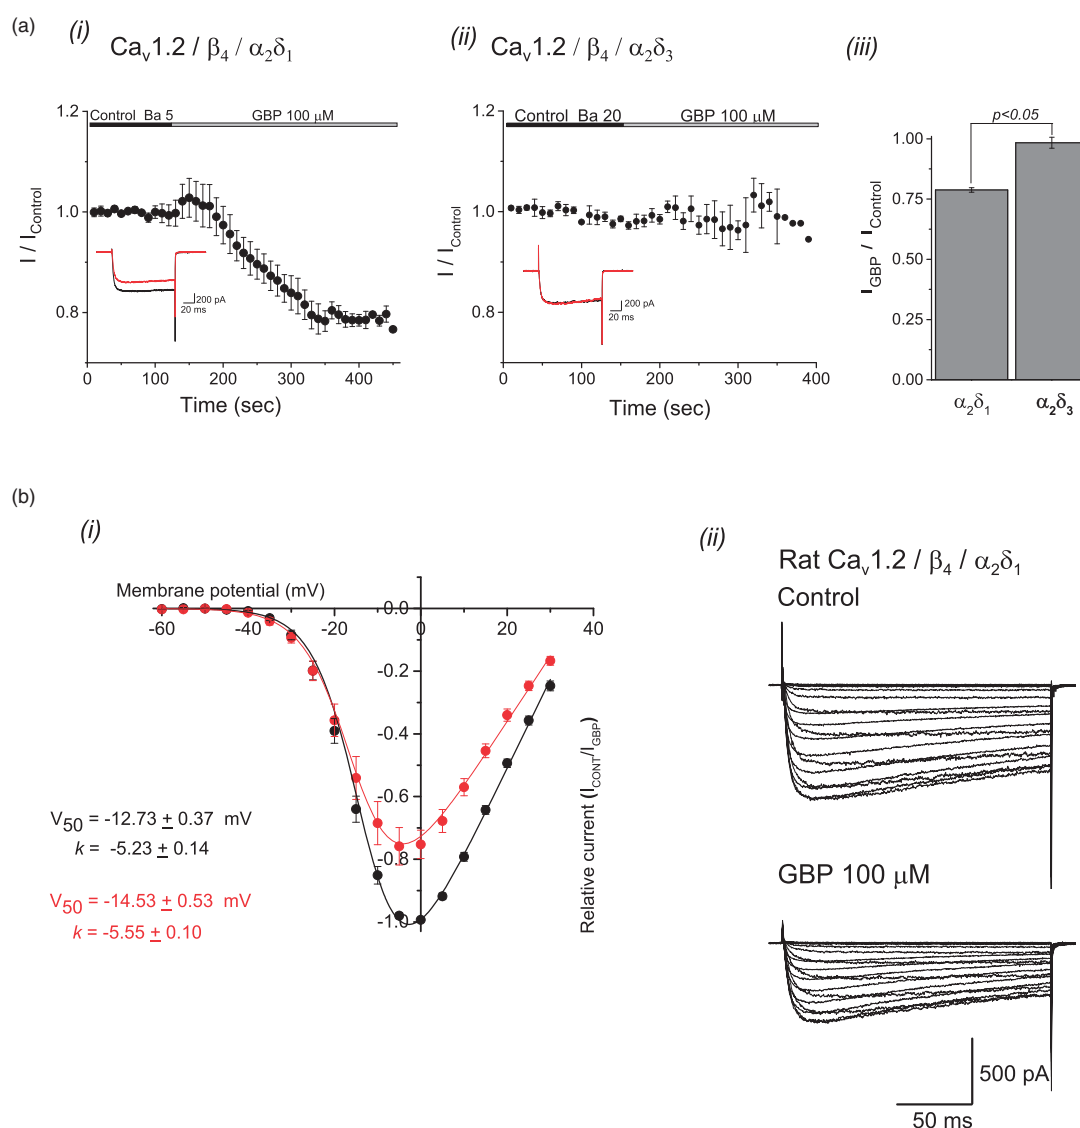 (a)
(i)
Caᵥ1.2 / β₄ / α₂δ₁
1.2
Control Ba 5
GBP 100 μM
1.0
0.8
I / I_Control
200 pA
20 ms
0 100 200 300 400
Time (sec)
(ii)
Caᵥ1.2 / β₄ / α₂δ₃
1.2
Control Ba 20
GBP 100 μM
1.0
0.8
I / I_Control
200 pA
20 ms
0 100 200 300 400
Time (sec)
(iii)
p<0.05
1.00
0.75
0.50
0.25
0.00
I_GBP / I_Control
α₂δ₁ α₂δ₃
(b)
(i)
Membrane potential (mV)
-60 -40 -20 0 20 40
0.0
-0.2
-0.4
-0.6
-0.8
-1.0
Relative current (I_CONT/I_GBP)
V₅₀ = -12.73 ± 0.37 mV
k = -5.23 ± 0.14
V₅₀ = -14.53 ± 0.53 mV
k = -5.55 ± 0.10
(ii)
Rat Caᵥ1.2 / β₄ / α₂δ₁
Control
GBP 100 μM
500 pA
50 ms